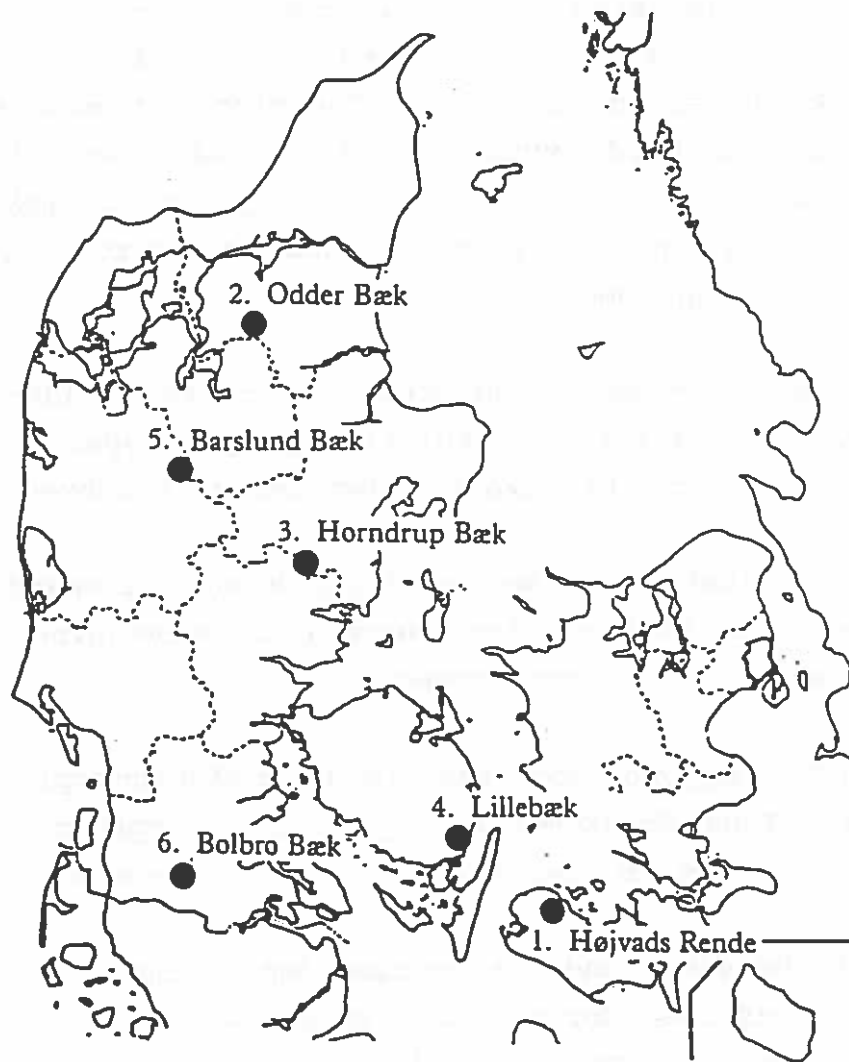 2. Odder Bæk
5. Barslund Bæk
3. Horndrup Bæk
4. Lillebæk
6. Bolbro Bæk
1. Højvads Rende